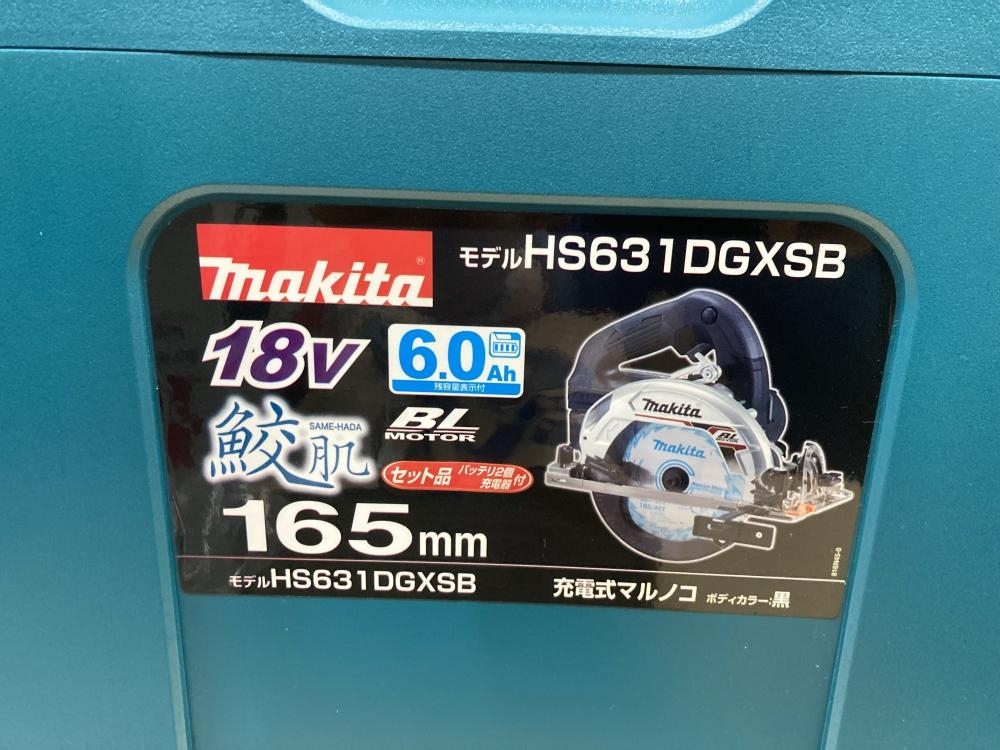 makita®
モデルHS631DGXSB
18V
6.0Ah
残容量表示付
鮫肌
SAME-HADA
BL
MOTOR
セット品 バッテリ2個 充電器 付
makita
BL
makita
165mm
モデルHS631DGXSB
充電式マルノコ ボディカラー:黒